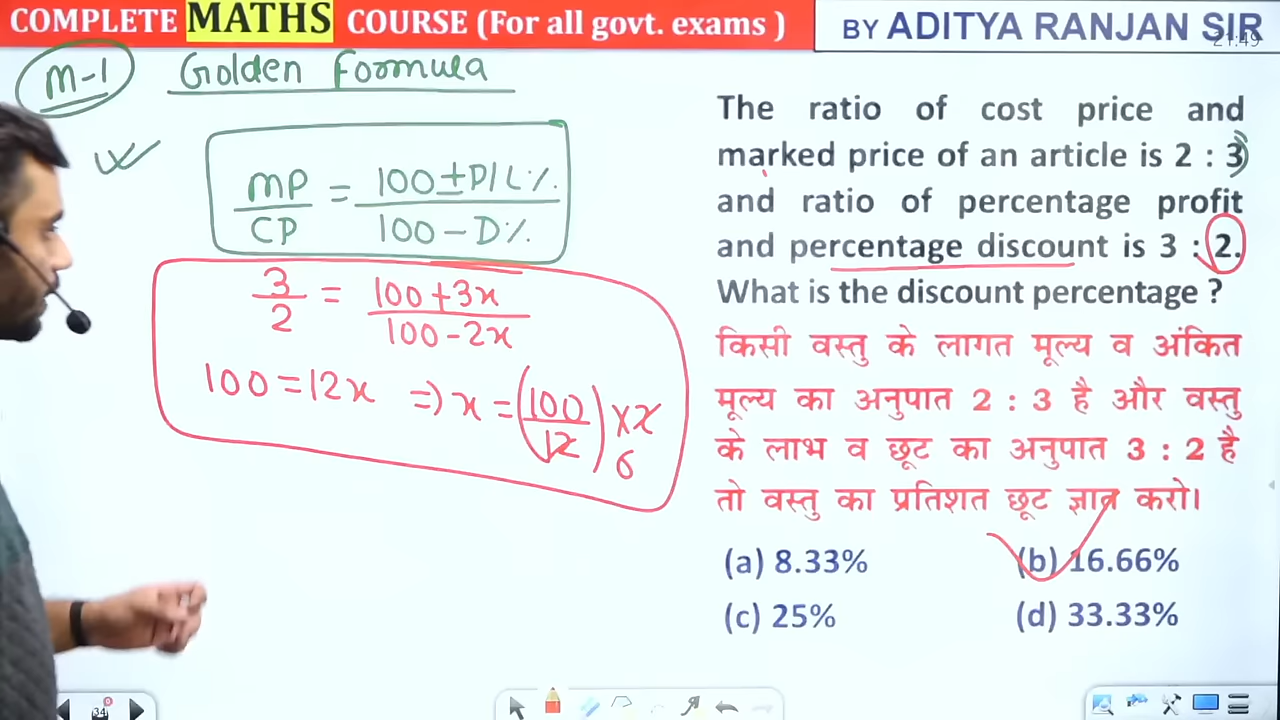 COMPLETE MATHS COURSE (For all govt. exams )
BY ADITYA RANJAN SIR
21:49
M-1 Golden Formula
MP/CP = 100 ± P/L% / 100 - D%
3/2 = 100 + 3x / 100 - 2x
100 = 12x ⇒ x = (100/12) × 2
6
The ratio of cost price and
marked price of an article is 2 : 3
and ratio of percentage profit
and percentage discount is 3 : 2.
What is the discount percentage ?
किसी वस्तु के लागत मूल्य व अंकित
मूल्य का अनुपात 2 : 3 है और वस्तु
के लाभ व छूट का अनुपात 3 : 2 है
तो वस्तु का प्रतिशत छूट ज्ञात करो।
(a) 8.33% (b) 16.66%
(c) 25% (d) 33.33%
34